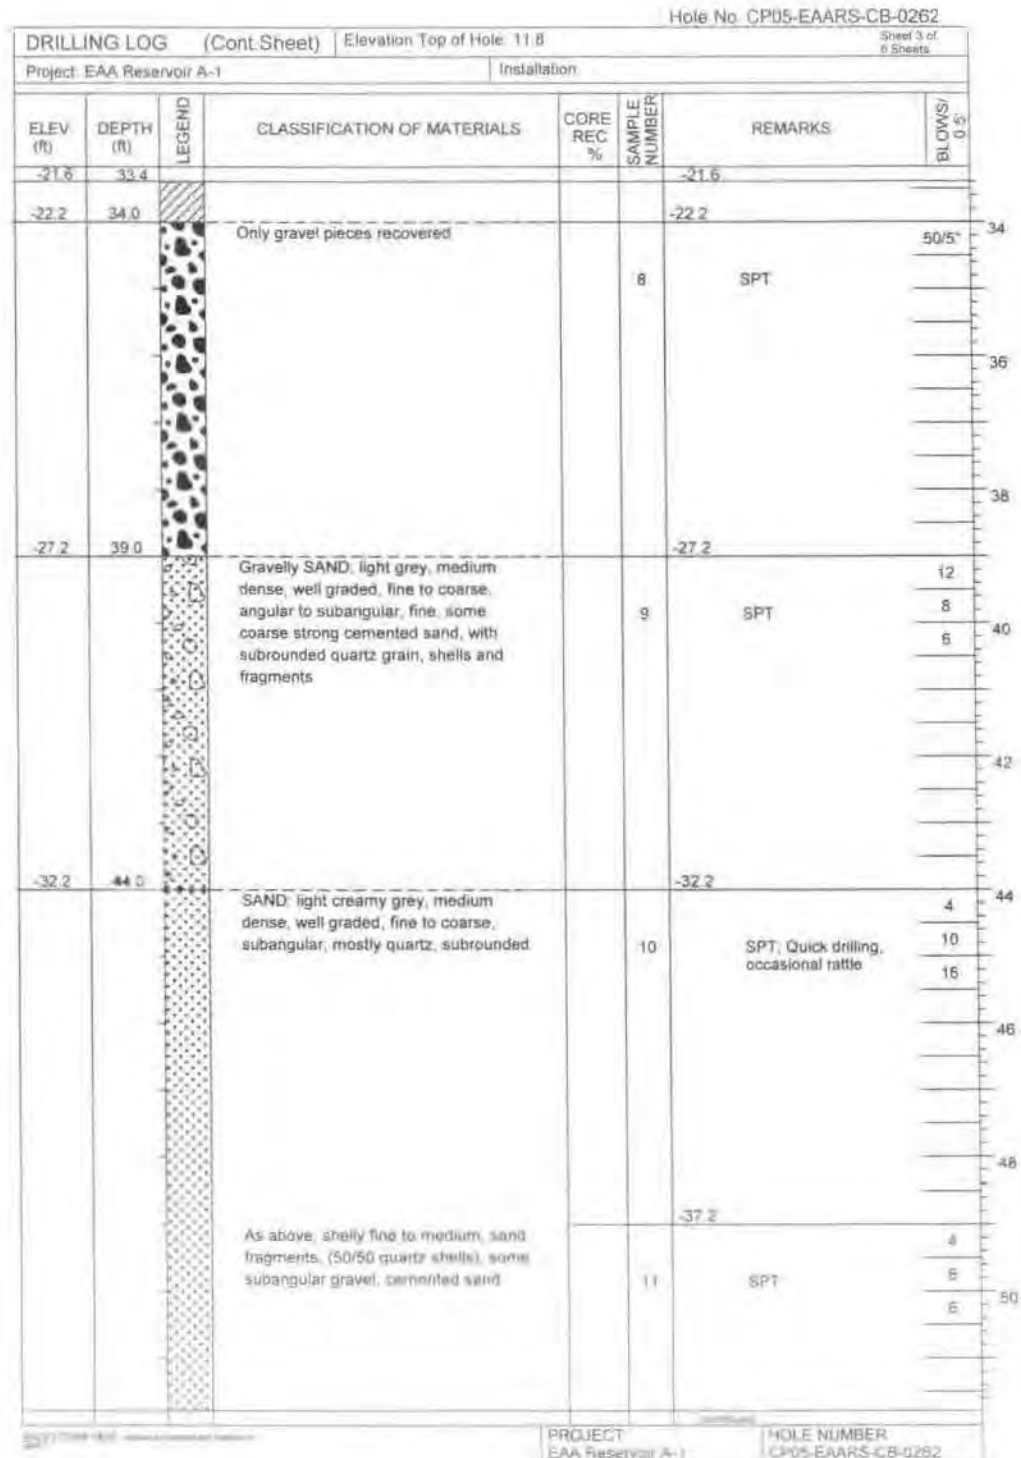 Hole No. CP05-EAARS-CB-0262
DRILLING LOG (Cont Sheet) Elevation Top of Hole: 11.8 Sheet 3 of
6 Sheets
Project: EAA Reservoir A-1 Installation
ELEV (ft) DEPTH (ft) LEGEND CLASSIFICATION OF MATERIALS CORE REC % SAMPLE NUMBER REMARKS BLOWS/ 0.5'
-21.6 33.4 -21.6
-22.2 34.0 -22.2
Only gravel pieces recovered 50/5" 34
8 SPT
36
38
-27.2 39.0 -27.2
Gravelly SAND: light grey, medium 12
dense, well graded, fine to coarse,
angular to subangular, fine, some 9 SPT 8
coarse strong cemented sand, with 40
subrounded quartz grain, shells and 6
fragments
42
-32.2 44.0 -32.2
SAND: light creamy grey, medium 4 44
dense, well graded, fine to coarse,
subangular, mostly quartz, subrounded 10 SPT, Quick drilling, 10
occasional rattle 16
46
48
-37.2
As above, shelly fine to medium, sand 4
fragments, (50/50 quartz shells), some
subangular gravel, cemented sand 11 SPT
50
6
PROJECT HOLE NUMBER
EAA Reservoir A-1 CP05-EAARS-CB-0262